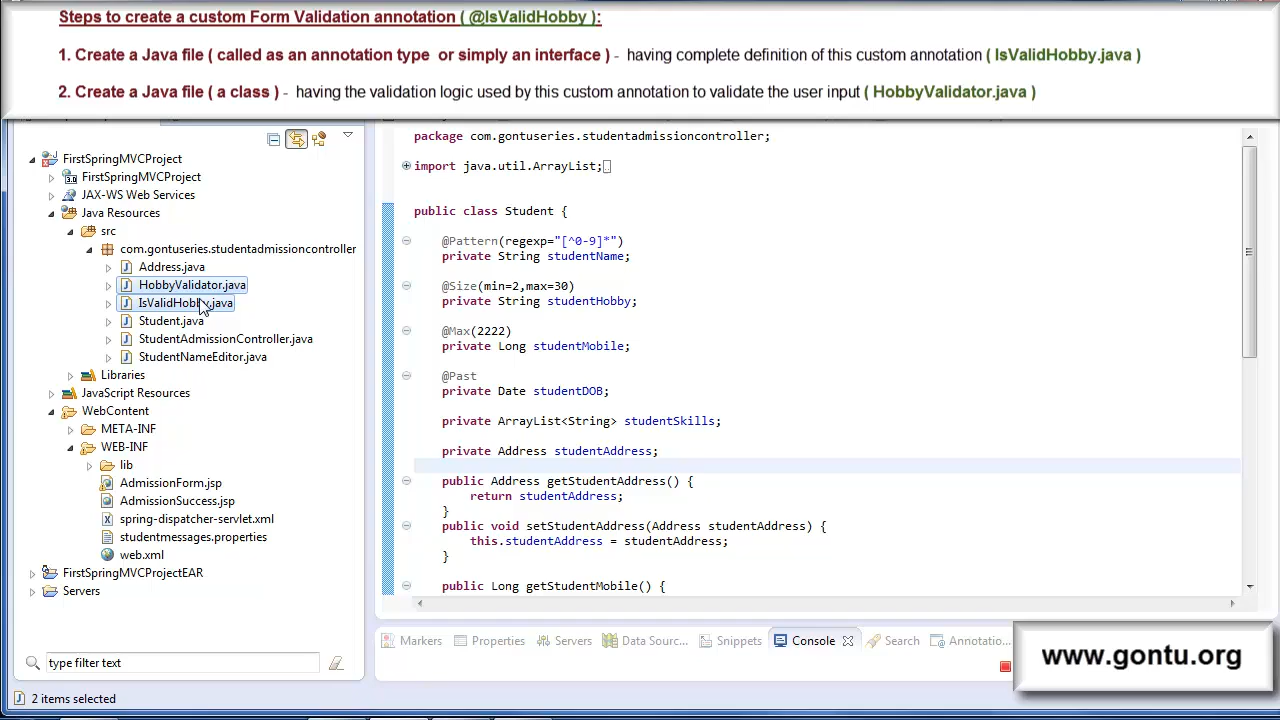 Steps to create a custom Form Validation annotation ( @IsValidHobby ):
1. Create a Java file ( called as an annotation type or simply an interface ) - having complete definition of this custom annotation ( IsValidHobby.java )
2. Create a Java file ( a class ) - having the validation logic used by this custom annotation to validate the user input ( HobbyValidator.java )
FirstSpringMVCProject
3.0 FirstSpringMVCProject
JAX-WS Web Services
Java Resources
src
com.gontuseries.studentadmissioncontroller
Address.java
HobbyValidator.java
IsValidHobby.java
Student.java
StudentAdmissionController.java
StudentNameEditor.java
Libraries
JavaScript Resources
WebContent
META-INF
WEB-INF
lib
AdmissionForm.jsp
AdmissionSuccess.jsp
spring-dispatcher-servlet.xml
studentmessages.properties
web.xml
FirstSpringMVCProjectEAR
Servers
type filter text
2 items selected
package com.gontuseries.studentadmissioncontroller;
import java.util.ArrayList;
public class Student {
@Pattern(regexp="[^0-9]*")
private String studentName;
@Size(min=2,max=30)
private String studentHobby;
@Max(2222)
private Long studentMobile;
@Past
private Date studentDOB;
private ArrayList<String> studentSkills;
private Address studentAddress;
public Address getStudentAddress() {
return studentAddress;
}
public void setStudentAddress(Address studentAddress) {
this.studentAddress = studentAddress;
}
public Long getStudentMobile() {
Markers Properties Servers Data Sourc... Snippets Console Search Annotatio...
www.gontu.org